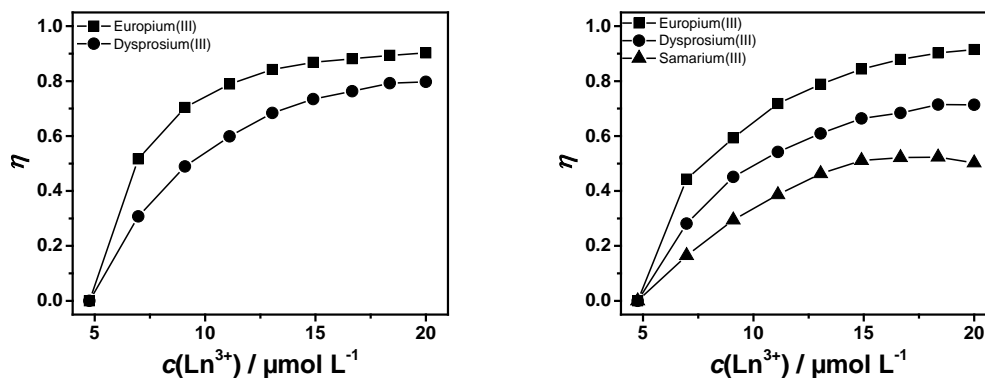 1.0
0.8
0.6
0.4
0.2
0.0
η
Europium(III)
Dysprosium(III)
5
10
15
20
c(Ln³⁺) / µmol L⁻¹
1.0
0.8
0.6
0.4
0.2
0.0
η
Europium(III)
Dysprosium(III)
Samarium(III)
5
10
15
20
c(Ln³⁺) / µmol L⁻¹